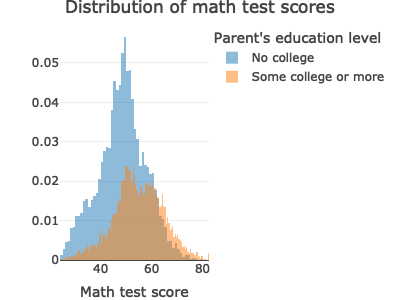 Distribution of math test scores
Parent's education level
No college
Some college or more
0.05
0.04
0.03
0.02
0.01
0
40
60
80
Math test score